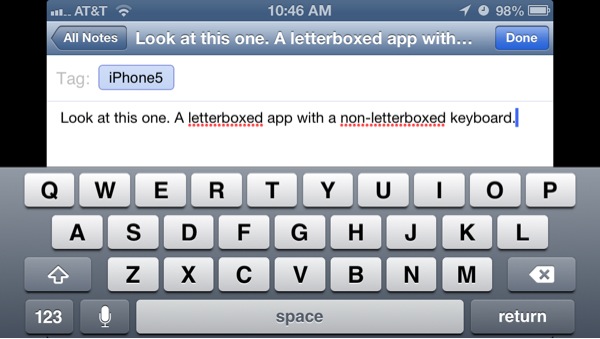 AT&T 10:46 AM 98%
All Notes Look at this one. A letterboxed app with... Done
Tag: iPhone5
Look at this one. A letterboxed app with a non-letterboxed keyboard.
Q W E R T Y U I O P
A S D F G H J K L
Z X C V B N M
123 space return